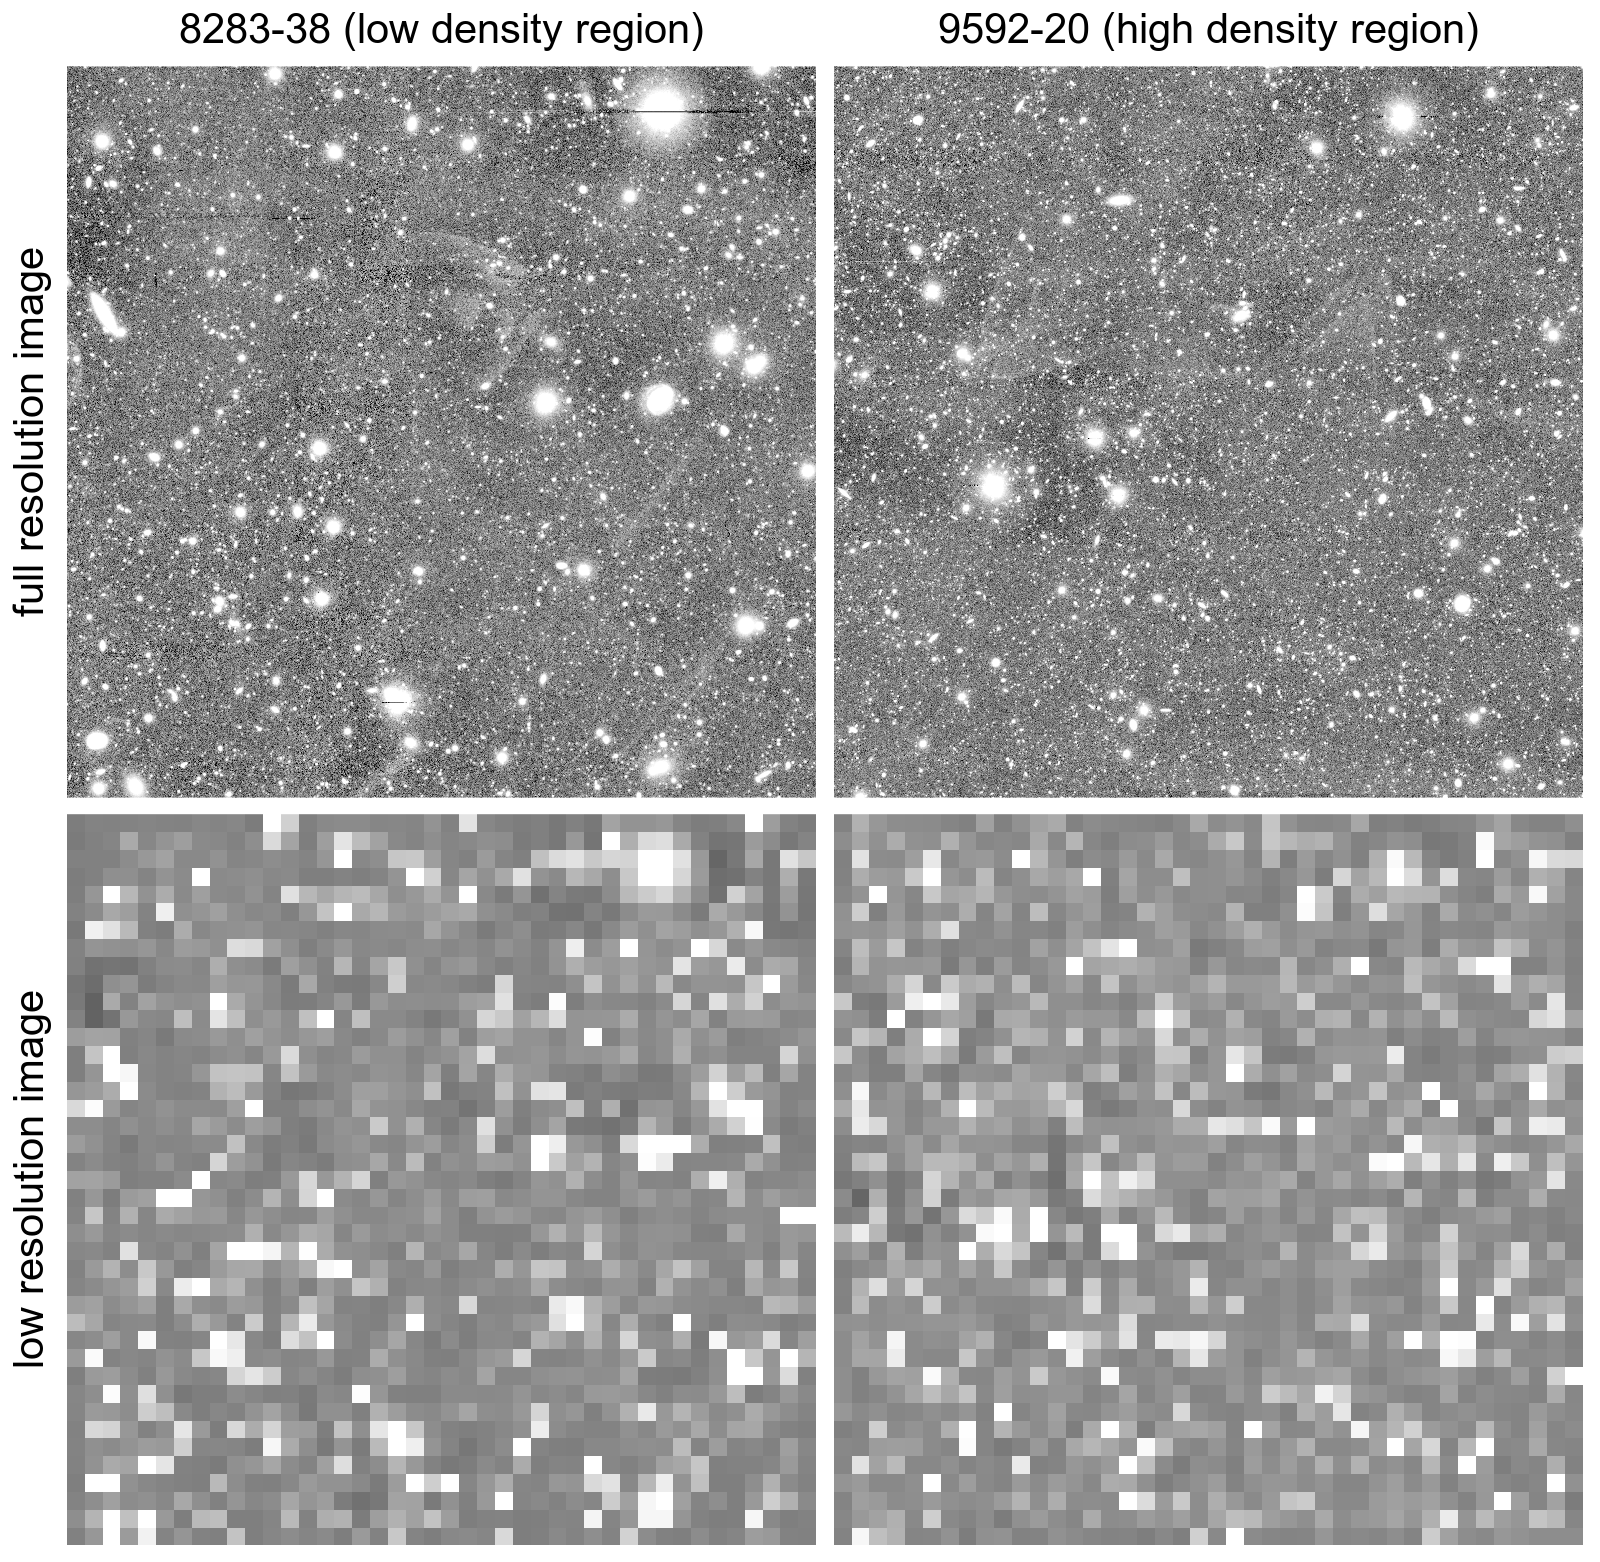 8283-38 (low density region)
9592-20 (high density region)
full resolution image
low resolution image